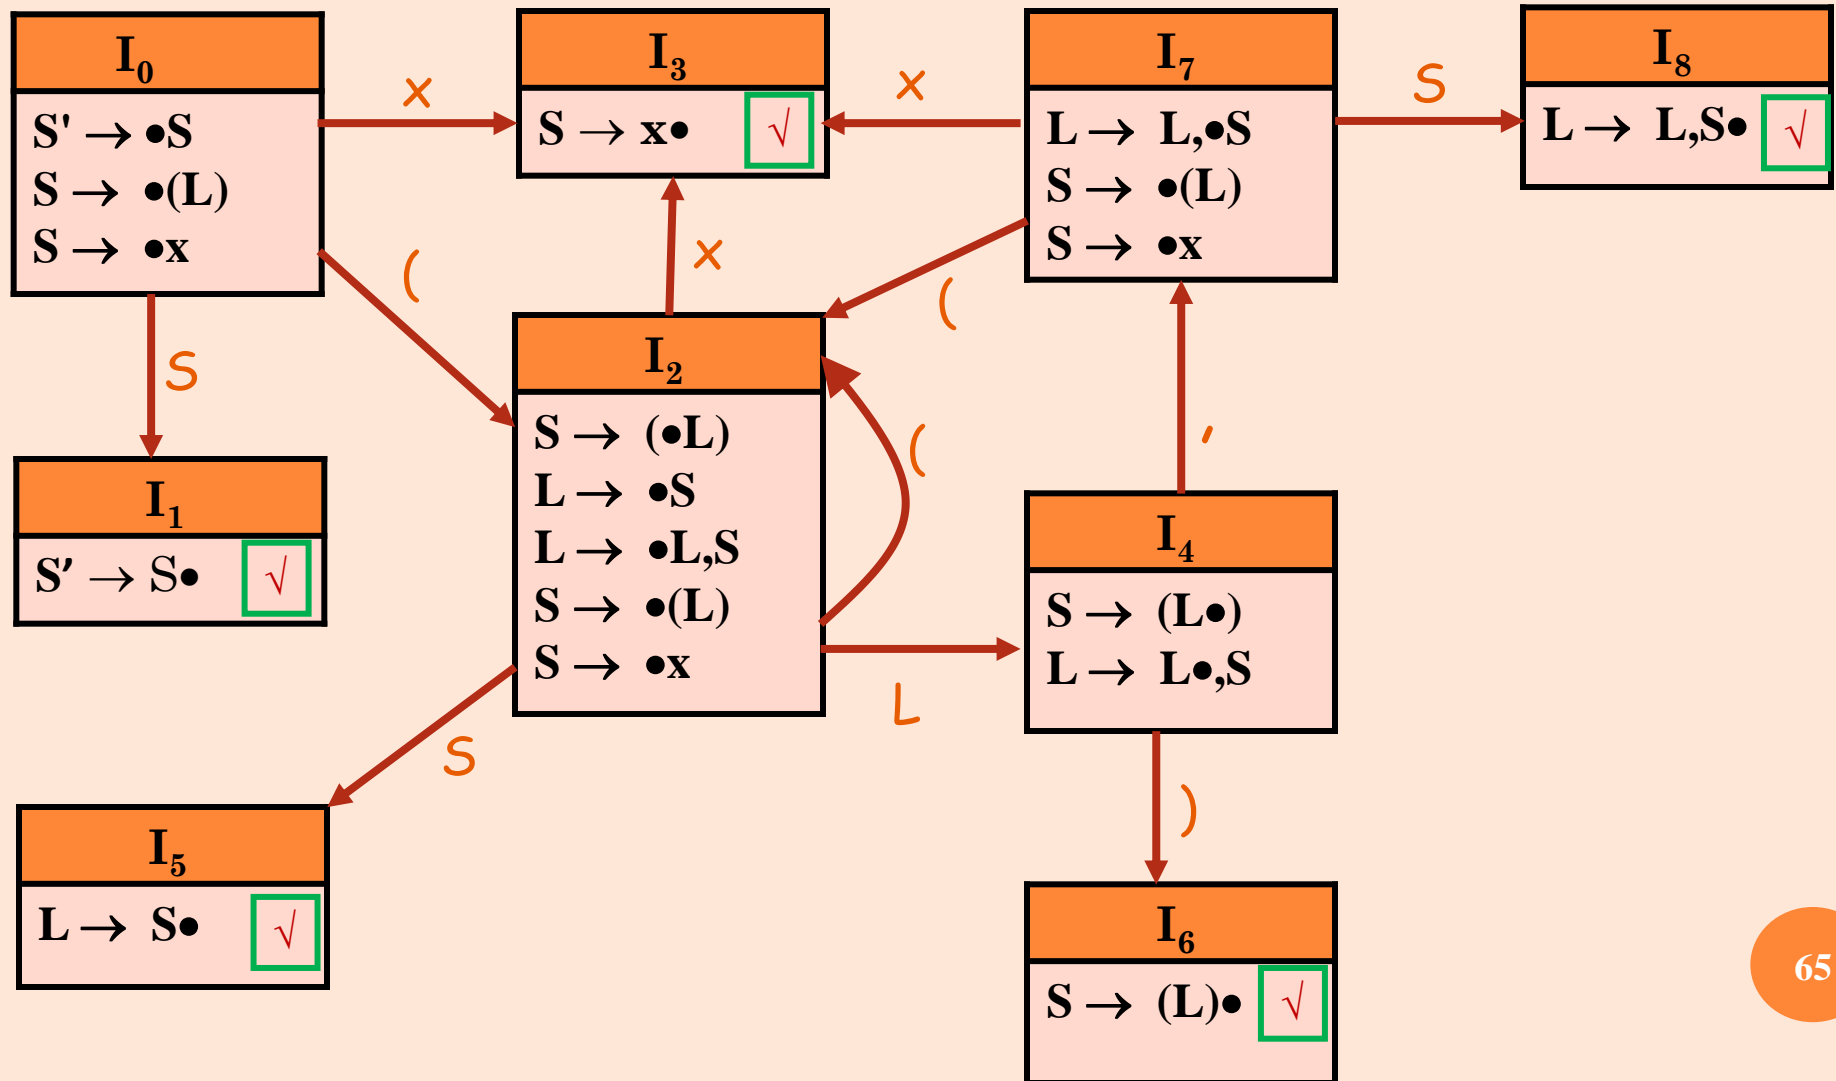 I0
S' → •S
S → •(L)
S → •x
x
(
S
I3
S → x• √
x
x
I7
L → L,•S
S → •(L)
S → •x
S
(
I8
L → L,S• √
I1
S' → S• √
I2
S → (•L)
L → •S
L → •L,S
S → •(L)
S → •x
(
L
S
,
I4
S → (L•)
L → L•,S
)
I5
L → S• √
I6
S → (L)• √
65